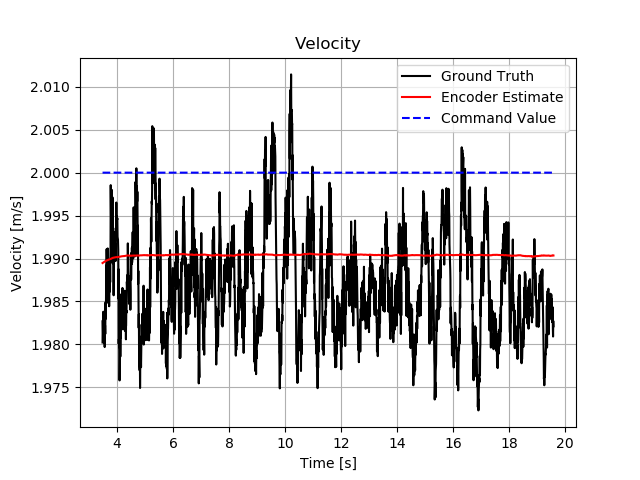 Velocity
2.010
2.005
2.000
1.995
1.990
1.985
1.980
1.975
Velocity [m/s]
Ground Truth
Encoder Estimate
Command Value
4 6 8 10 12 14 16 18 20
Time [s]